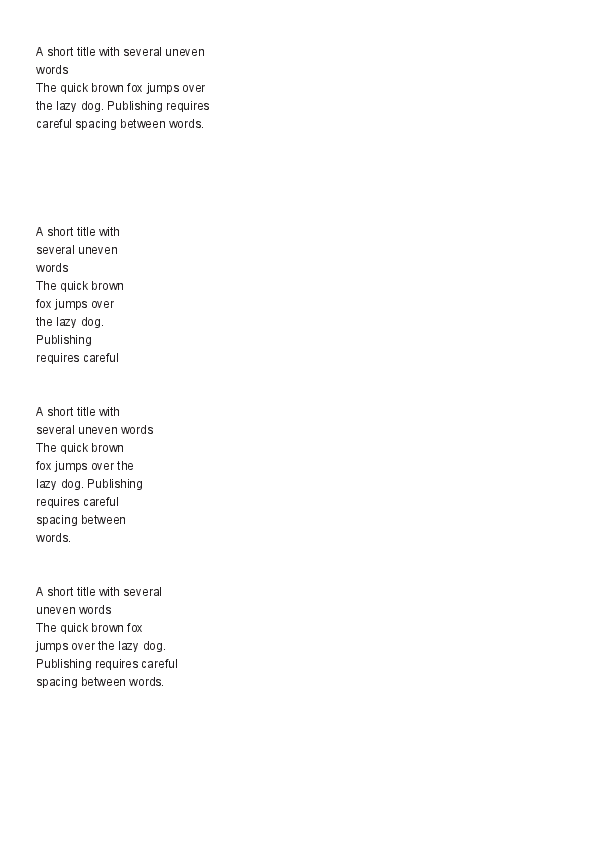 A short title with several uneven
words
The quick brown fox jumps over
the lazy dog. Publishing requires
careful spacing between words.
A short title with
several uneven
words
The quick brown
fox jumps over
the lazy dog.
Publishing
requires careful
A short title with
several uneven words
The quick brown
fox jumps over the
lazy dog. Publishing
requires careful
spacing between
words.
A short title with several
uneven words
The quick brown fox
jumps over the lazy dog.
Publishing requires careful
spacing between words.